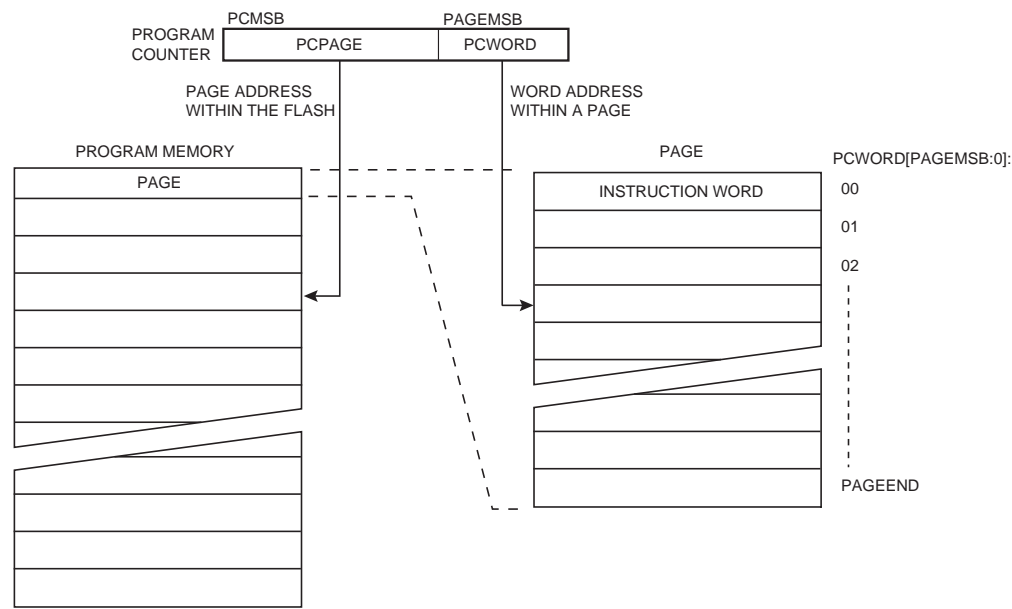 PCMSB
PAGEMSB
PROGRAM
COUNTER
PCPAGE
PCWORD
PAGE ADDRESS
WITHIN THE FLASH
WORD ADDRESS
WITHIN A PAGE
PROGRAM MEMORY
PAGE
PAGE
PCWORD[PAGEMSB:0]:
INSTRUCTION WORD
00
01
02
PAGEEND